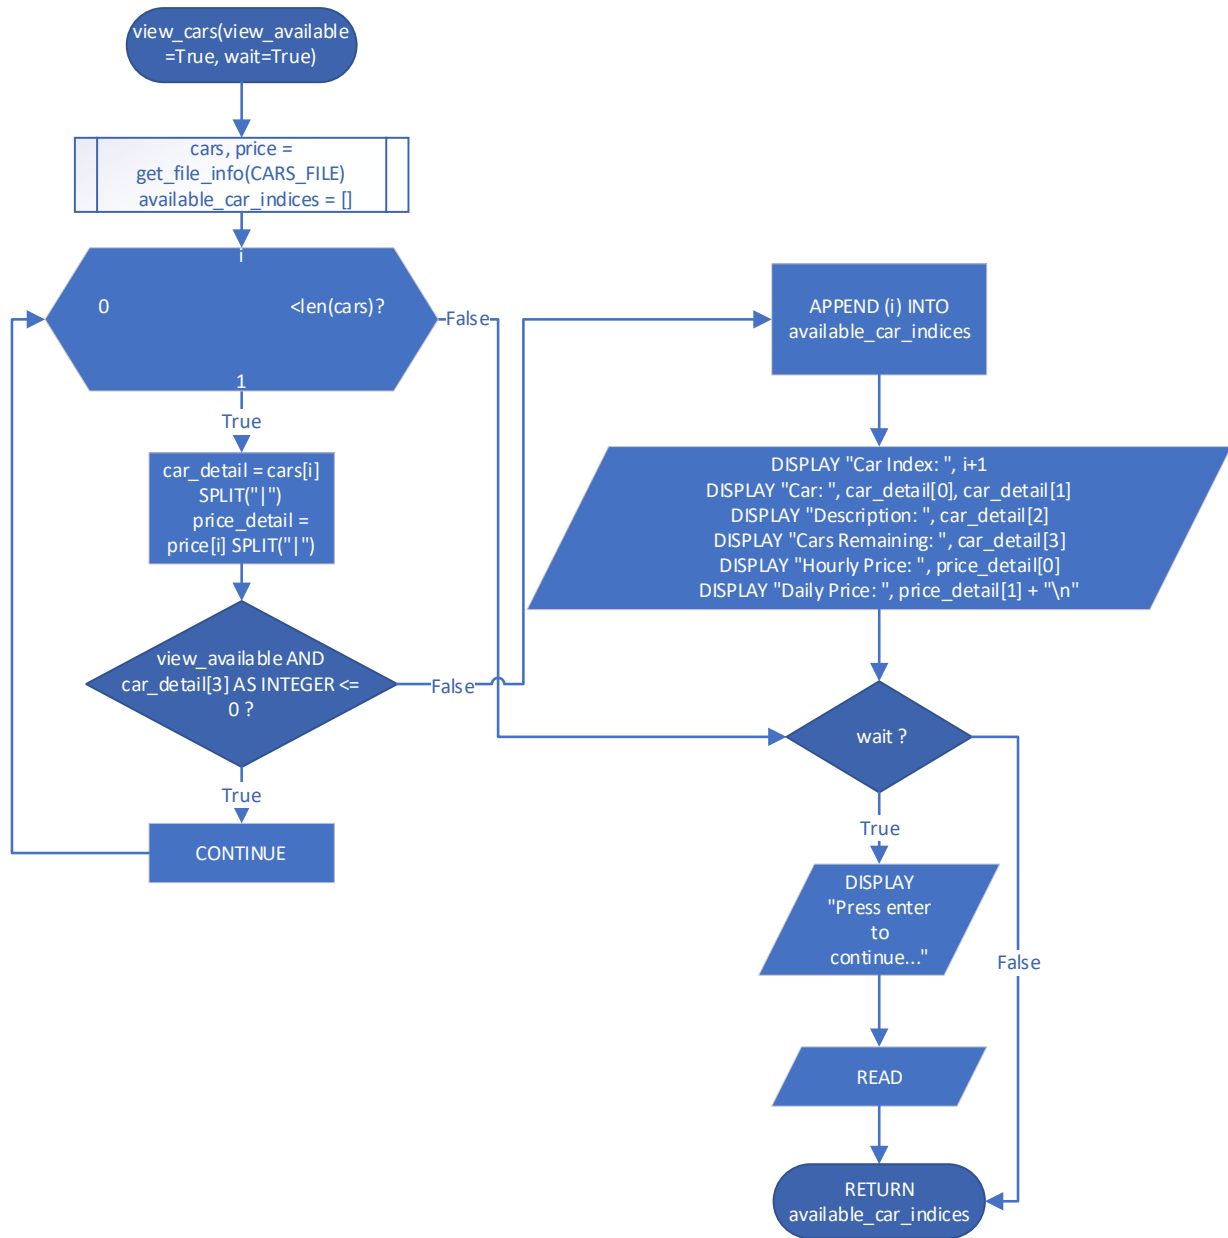 view_cars(view_available
=True, wait=True)
cars, price =
get_file_info(CARS_FILE)
available_car_indices = []
i
0
<len(cars) ?
1
False
True
car_detail = cars[i]
SPLIT("|")
price_detail =
price[i] SPLIT("|")
view_available AND
car_detail[3] AS INTEGER <=
0 ?
False
True
CONTINUE
APPEND (i) INTO
available_car_indices
DISPLAY "Car Index: ", i+1
DISPLAY "Car: ", car_detail[0], car_detail[1]
DISPLAY "Description: ", car_detail[2]
DISPLAY "Cars Remaining: ", car_detail[3]
DISPLAY "Hourly Price: ", price_detail[0]
DISPLAY "Daily Price: ", price_detail[1] + "\n"
wait ?
True
False
DISPLAY
"Press enter
to
continue..."
READ
RETURN
available_car_indices